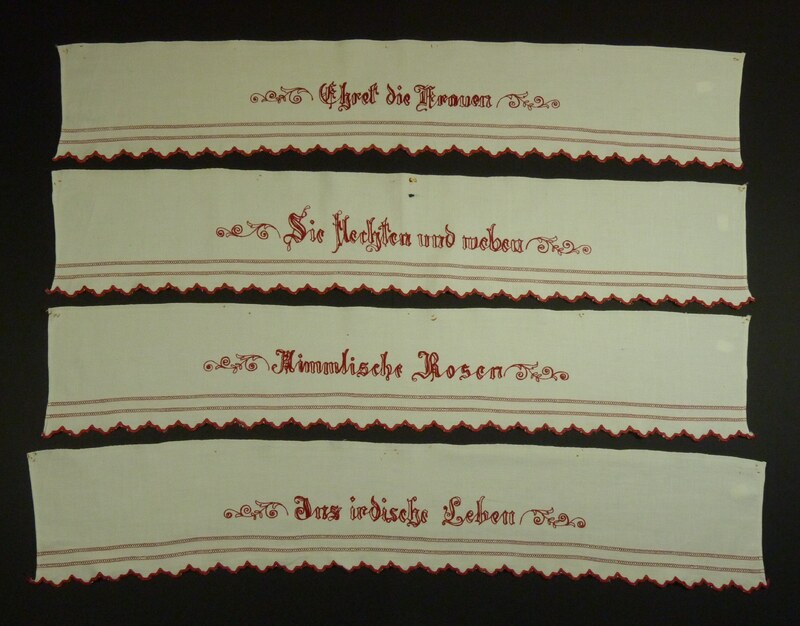 Ehret die Frauen
Sie flechten und weben
Himmlische Rosen
Ins irdische Leben